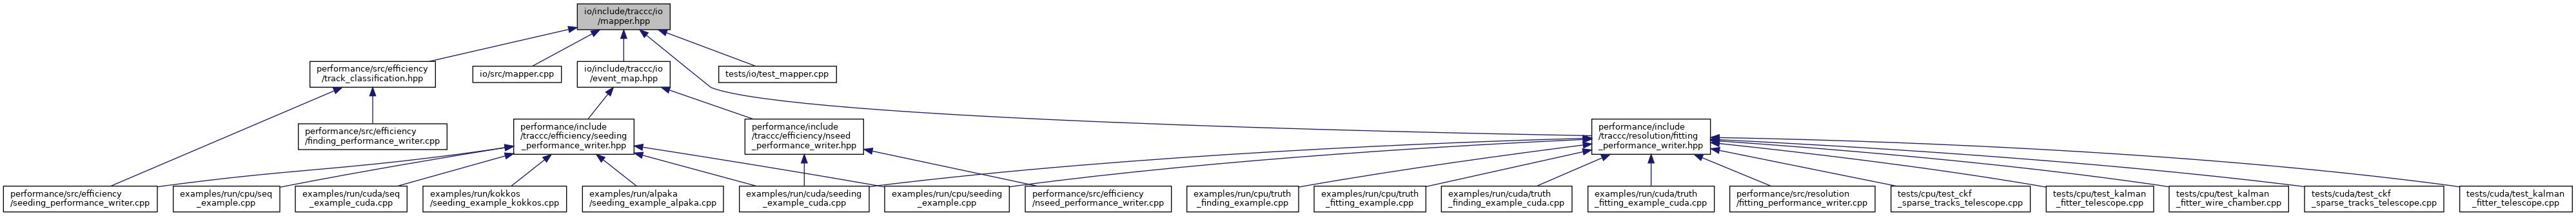 io/include/traccc/io
/mapper.hpp
performance/src/efficiency
/track_classification.hpp
io/src/mapper.cpp
io/include/traccc/io
/event_map.hpp
tests/io/test_mapper.cpp
performance/src/efficiency
/finding_performance_writer.cpp
performance/include
/traccc/efficiency/seeding
_performance_writer.hpp
performance/include
/traccc/efficiency/nseed
_performance_writer.hpp
performance/include
/traccc/resolution/fitting
_performance_writer.hpp
performance/src/efficiency
/seeding_performance_writer.cpp
examples/run/cpu/seq
_example.cpp
examples/run/cuda/seq
_example_cuda.cpp
examples/run/kokkos
/seeding_example_kokkos.cpp
examples/run/alpaka
/seeding_example_alpaka.cpp
examples/run/cuda/seeding
_example_cuda.cpp
examples/run/cpu/seeding
_example.cpp
performance/src/efficiency
/nseed_performance_writer.cpp
examples/run/cpu/truth
_finding_example.cpp
examples/run/cpu/truth
_fitting_example.cpp
examples/run/cuda/truth
_finding_example_cuda.cpp
examples/run/cuda/truth
_fitting_example_cuda.cpp
performance/src/resolution
/fitting_performance_writer.cpp
tests/cpu/test_ckf
_sparse_tracks_telescope.cpp
tests/cpu/test_kalman
_fitter_telescope.cpp
tests/cpu/test_kalman
_fitter_wire_chamber.cpp
tests/cuda/test_ckf
_sparse_tracks_telescope.cpp
tests/cuda/test_kalman
_fitter_telescope.cpp